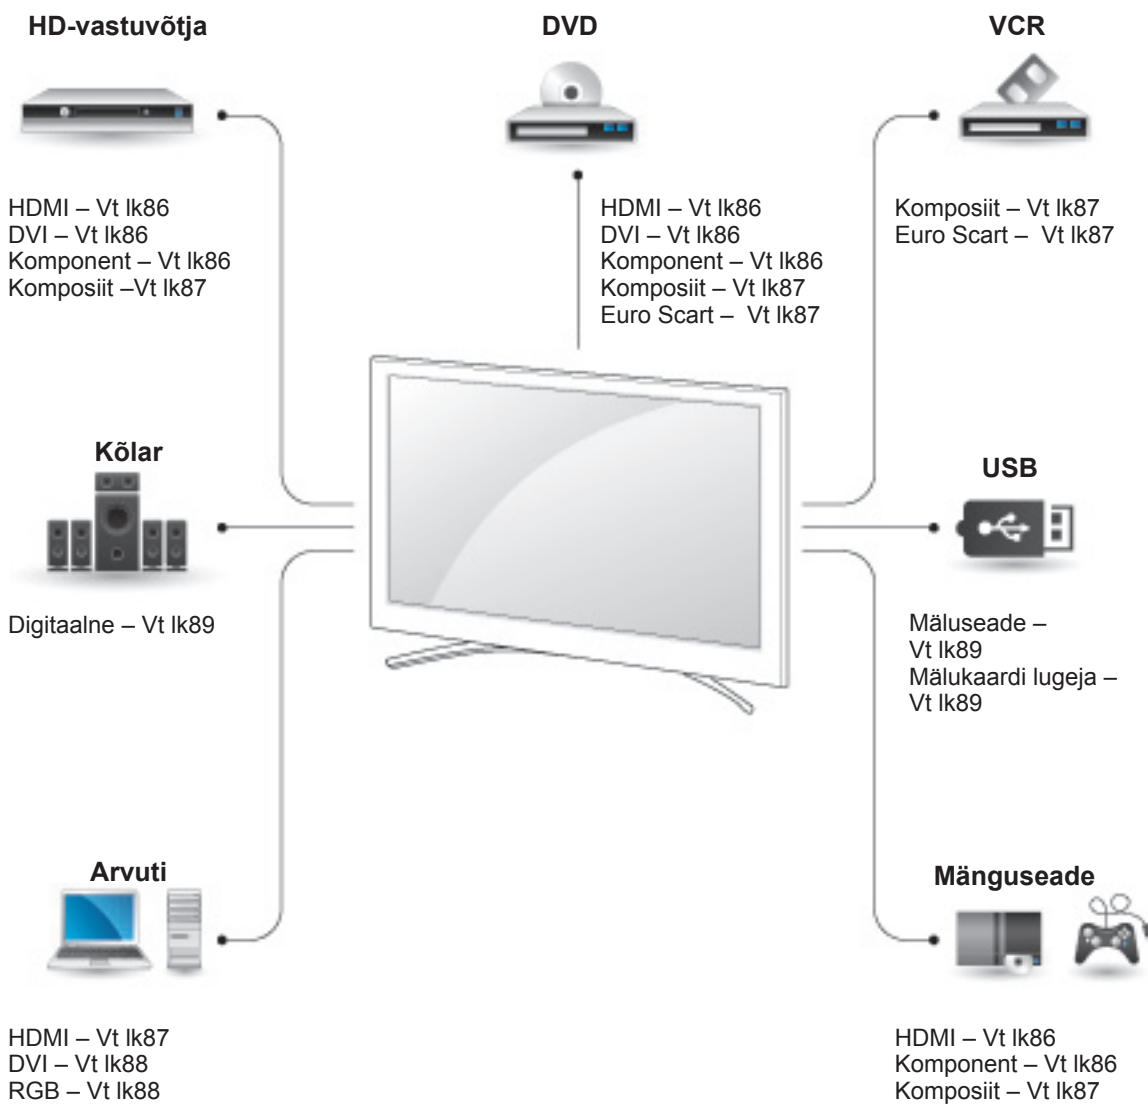 HD-vastuvõtja
HDMI – Vt lk86
DVI – Vt lk86
Komponent – Vt lk86
Komposiit –Vt lk87
DVD
HDMI – Vt lk86
DVI – Vt lk86
Komponent – Vt lk86
Komposiit – Vt lk87
Euro Scart –  Vt lk87
VCR
Komposiit – Vt lk87
Euro Scart –  Vt lk87
Kõlar
Digitaalne – Vt lk89
USB
Mäluseade –
Vt lk89
Mälukaardi lugeja –
Vt lk89
Arvuti
HDMI – Vt lk87
DVI – Vt lk88
RGB – Vt lk88
Mänguseade
HDMI – Vt lk86
Komponent – Vt lk86
Komposiit – Vt lk87